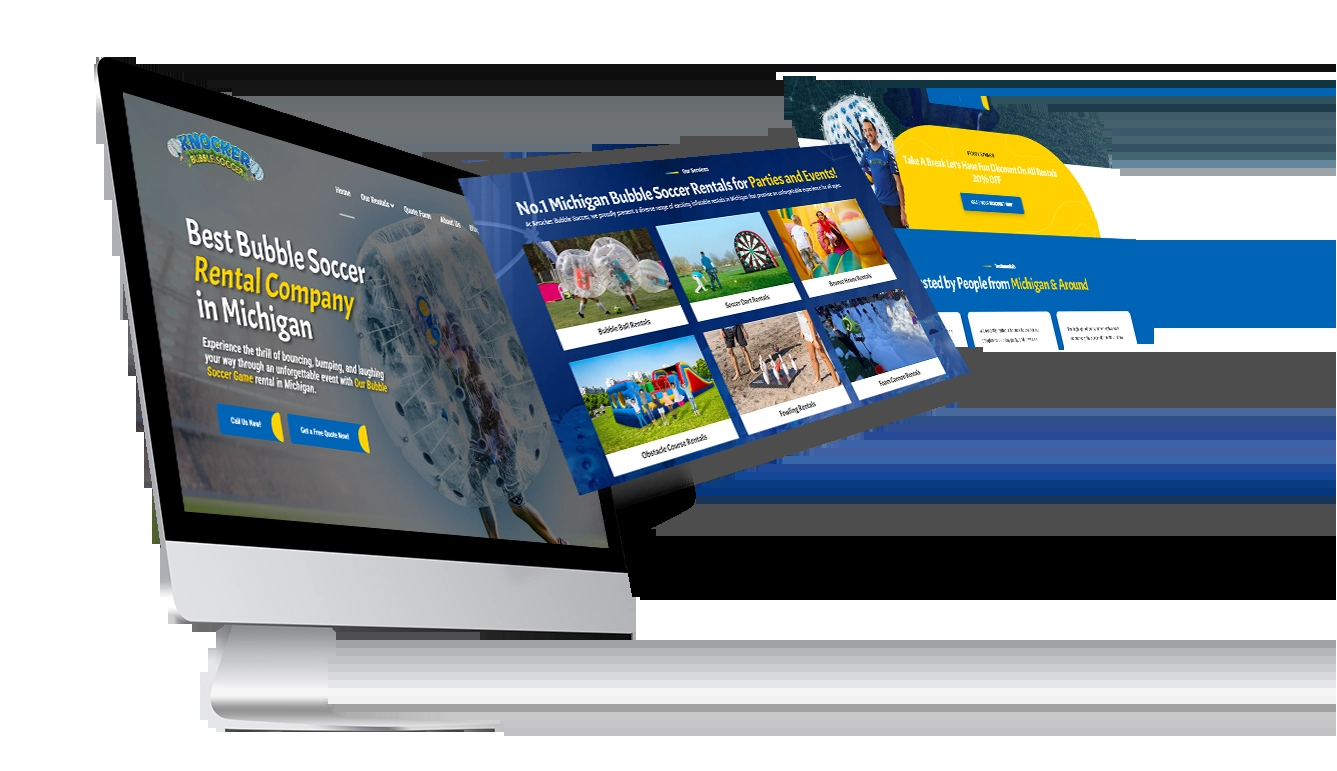 KNOCKER
BUBBLE SOCCER
Home
Our Rentals
Quote Form
About Us
Blog
Best Bubble Soccer
Rental Company
in Michigan
Experience the thrill of bouncing, bumping, and laughing
your way through an unforgettable event with Our Bubble
Soccer Game rental in Michigan.
Call Us Now!
Get a Free Quote Now!
Our Services
No.1 Michigan Bubble Soccer Rentals for Parties and Events!
At Knocker Bubble Soccer, we proudly present a diverse range of exciting inflatable rentals in Michigan that promise an unforgettable experience for all ages.
Bubble Ball Rentals
Soccer Dart Rentals
Bounce House Rentals
Obstacle Course Rentals
Fowling Rentals
Foam Cannon Rentals
Take A Break Let's Have Fun Discount On All Rentals
20% OFF
Testimonials
sted by People from Michigan & Around